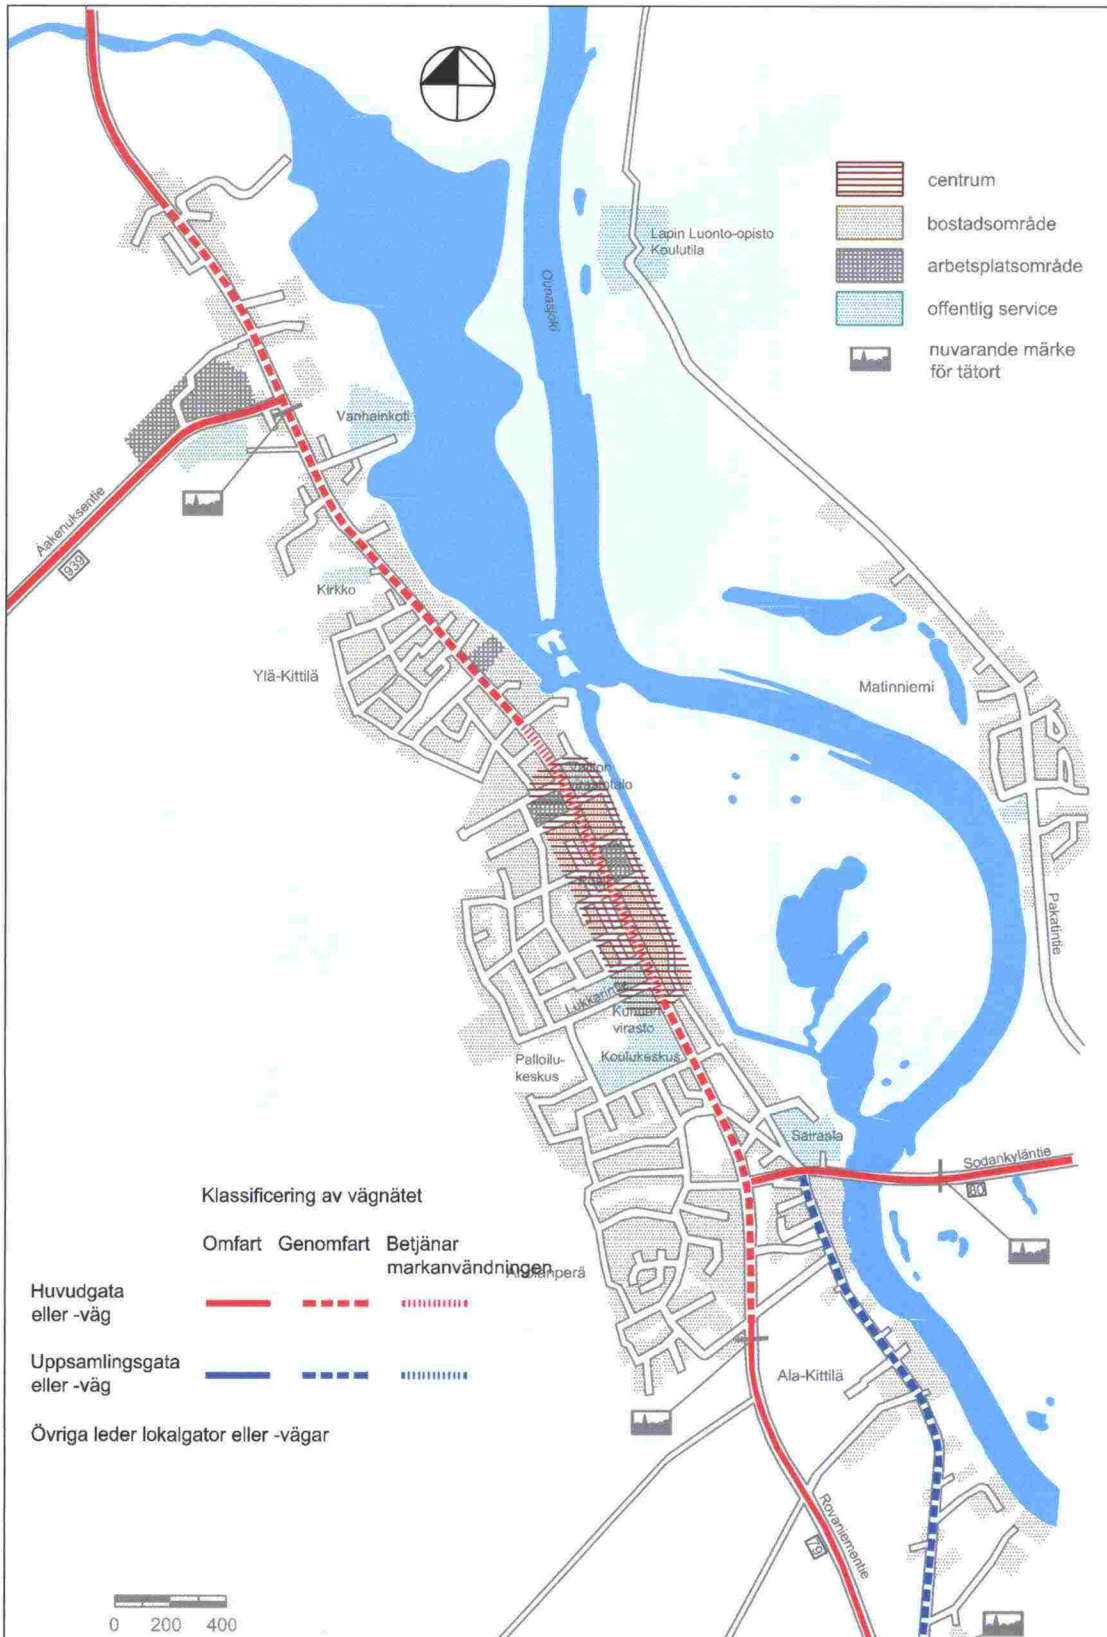 centrum
bostadsområde
arbetsplatsområde
offentlig service
nuvarande märke
för tätort
Lapin Luonto-opisto
Koulutila
Ounasjoki
Vanhainkoti
Aakenuksentie
939
Kirkko
Ylä-Kittilä
Matinniemi
Pakatintie
Lukkarintie
virasto
Palloilu-
keskus
Koulukeskus
Sairaala
Sodankyläntie
80
Klassificering av vägnätet
Omfart Genomfart Betjänar
markanvändningen
Huvudgata
eller -väg
Uppsamlingsgata
eller -väg
Övriga leder lokalgator eller -vägar
Ala-Kittilä
Rovaniementie
79
0 200 400